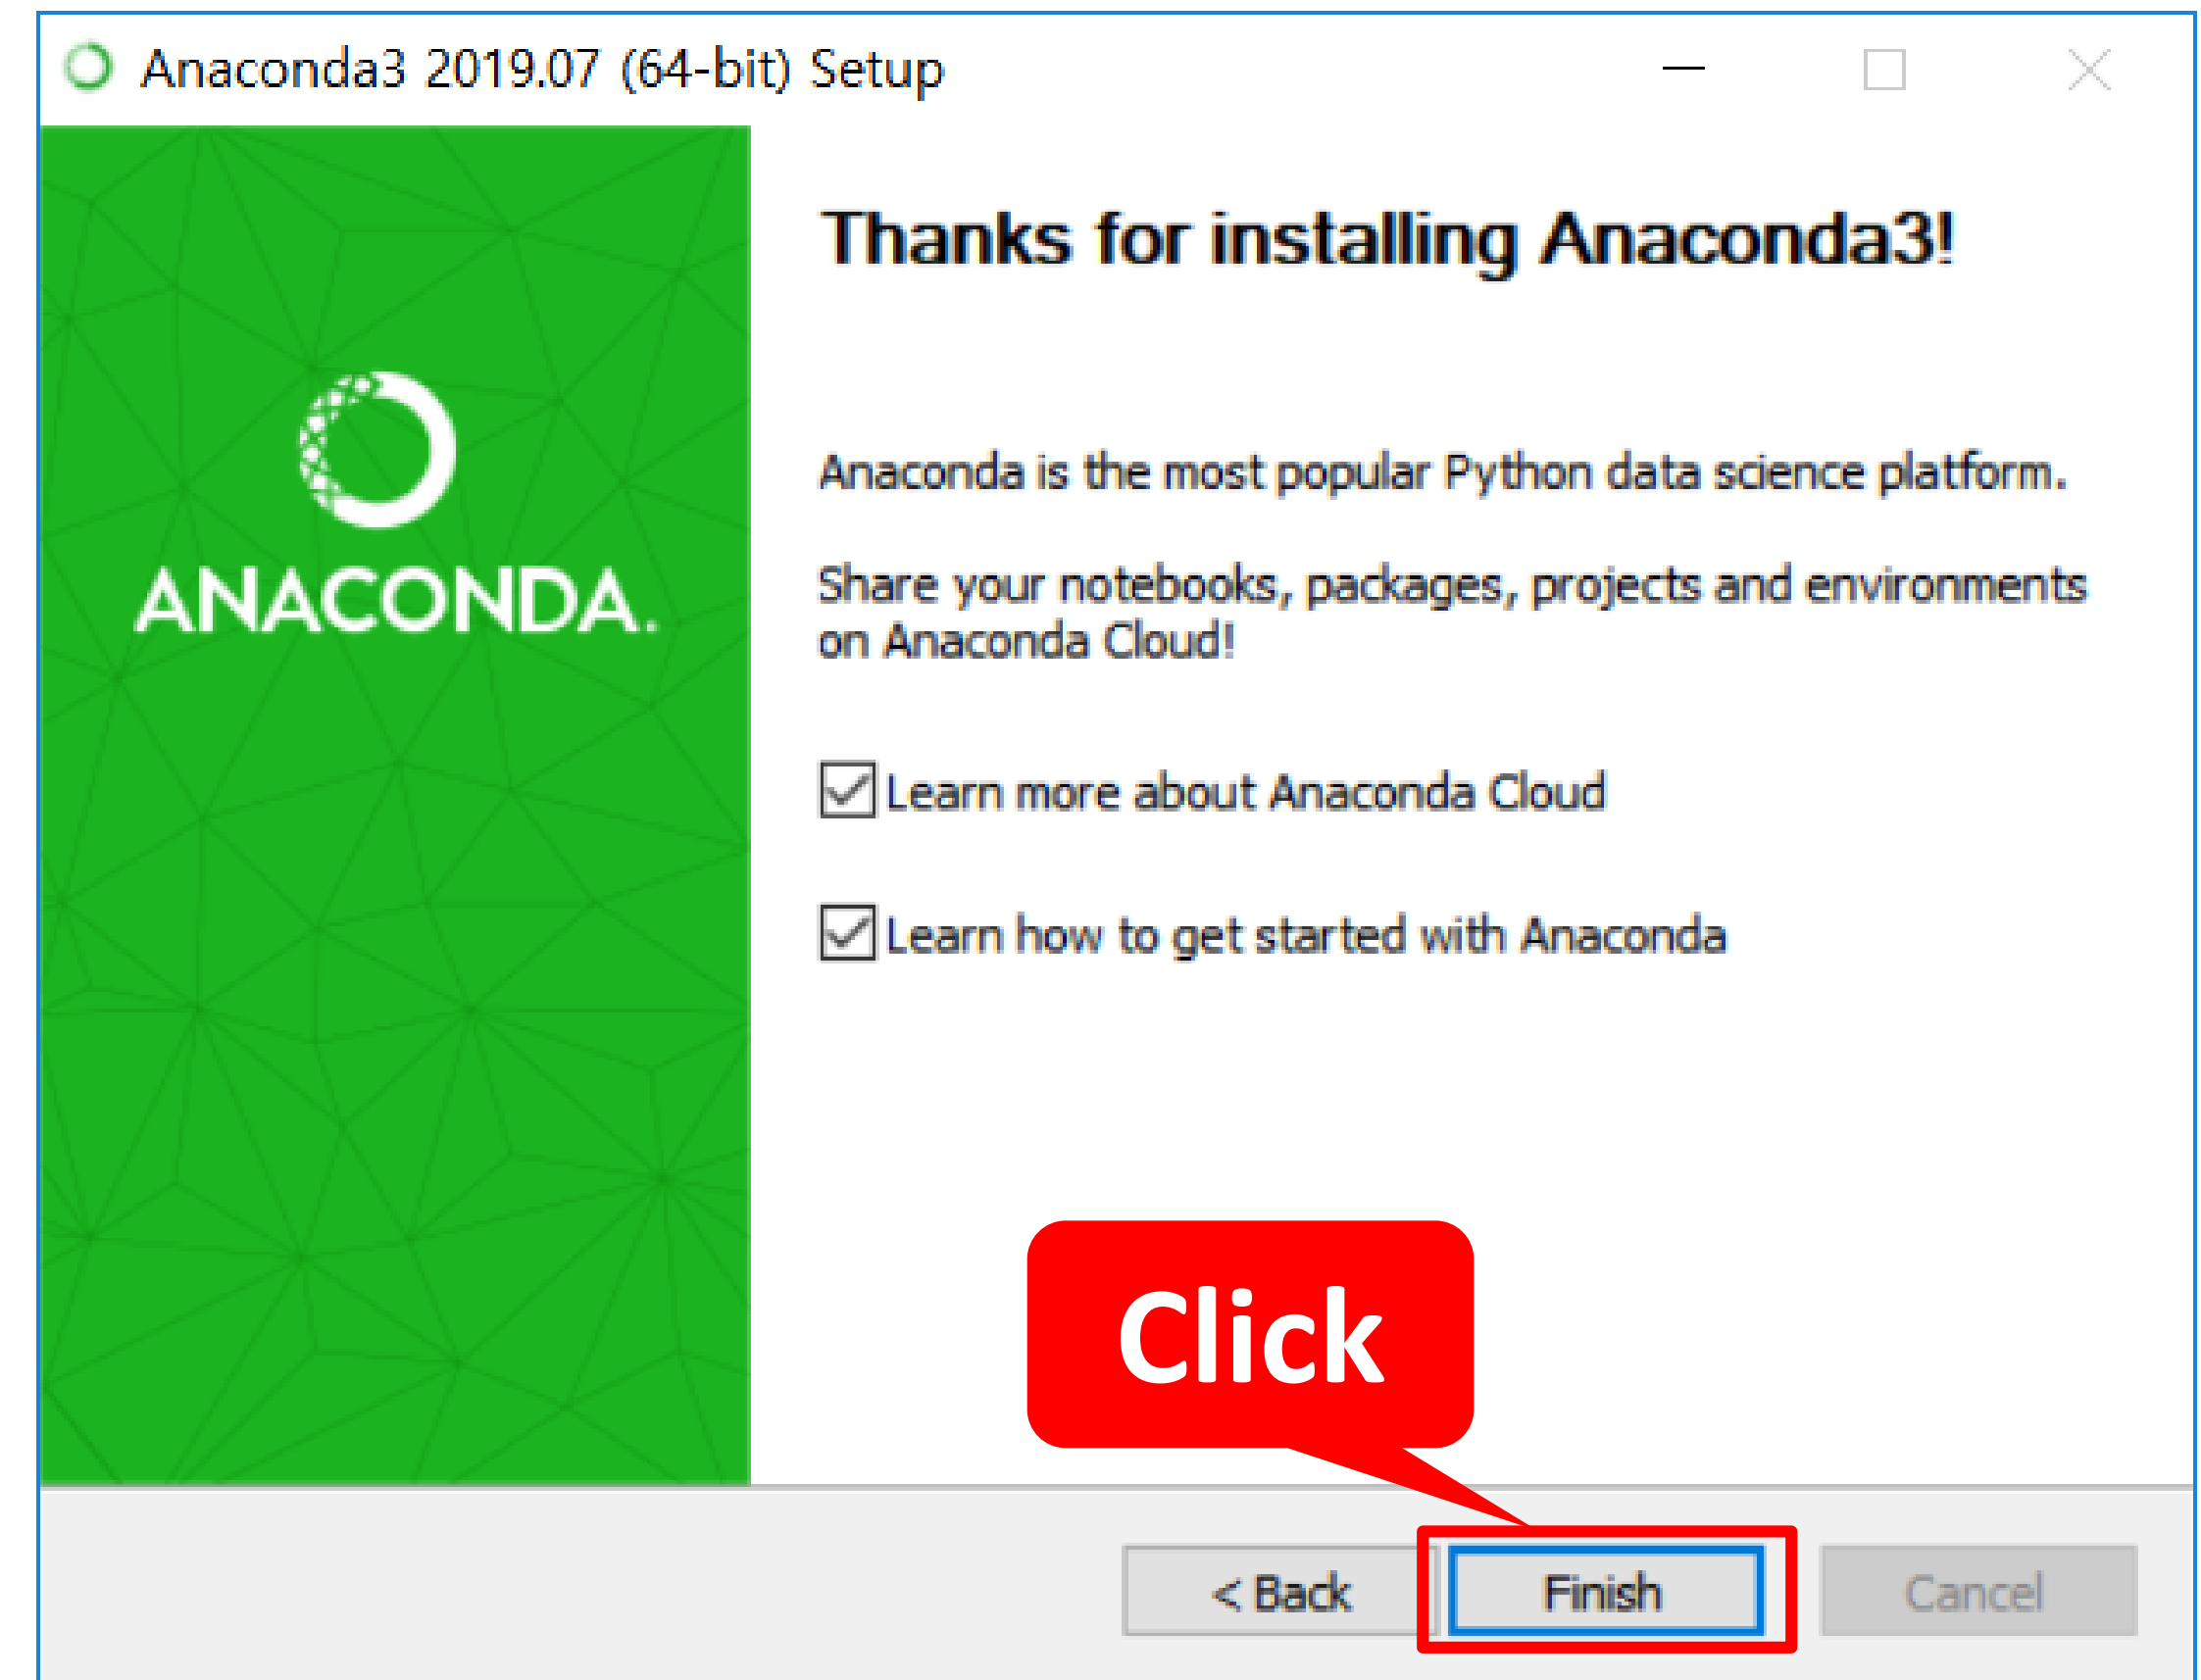 Anaconda3 2019.07 (64-bit) Setup
ANACONDA.
Thanks for installing Anaconda3!
Anaconda is the most popular Python data science platform.
Share your notebooks, packages, projects and environments
on Anaconda Cloud!
Learn more about Anaconda Cloud
Learn how to get started with Anaconda
Click
< Back
Finish
Cancel